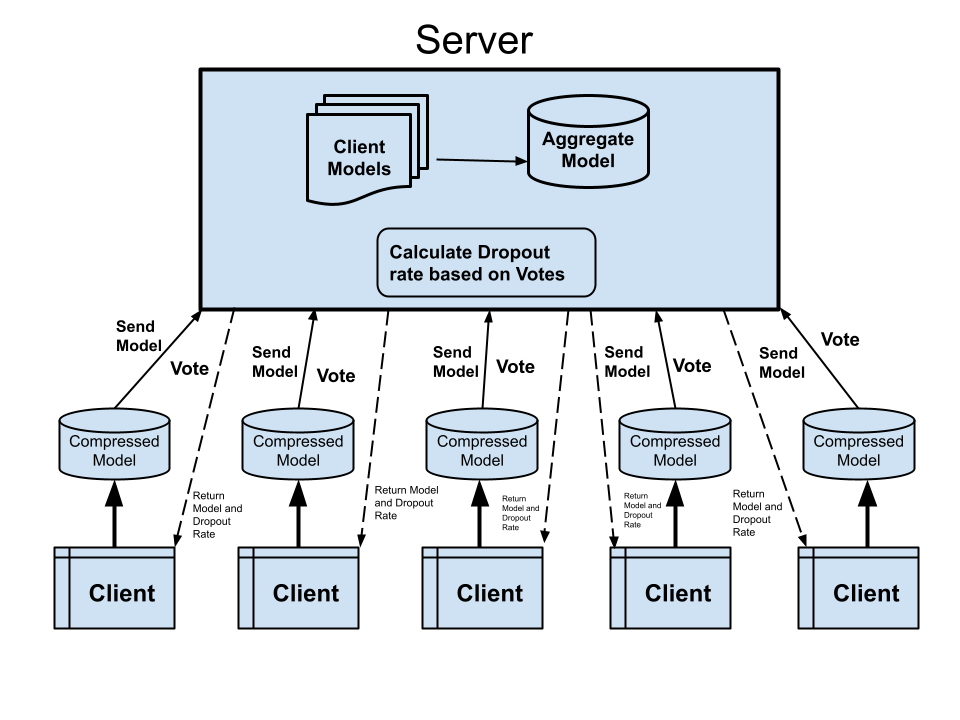 Server
Client
Models
Aggregate
Model
Calculate Dropout
rate based on Votes
Send
Model
Vote
Send
Model
Vote
Send
Model
Vote
Send
Model
Vote
Send
Model
Vote
Compressed
Model
Compressed
Model
Compressed
Model
Compressed
Model
Compressed
Model
Return
Model and
Dropout
Rate
Return Model
and Dropout
Rate
Return
Model and
Dropout
Rate
Return
Model and
Dropout
Rate
Return
Model and
Dropout
Rate
Client
Client
Client
Client
Client